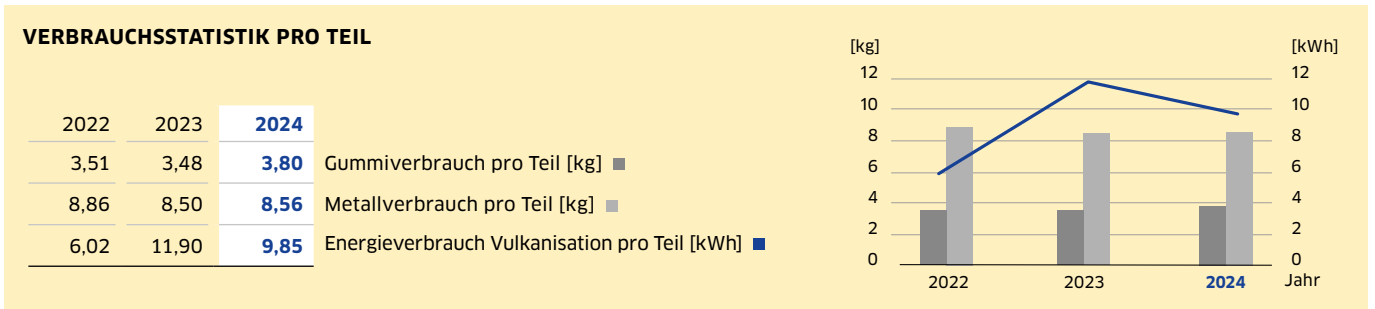 VERBRAUCHSSTATISTIK PRO TEIL
2022 2023 2024
3,51 3,48 3,80 Gummiverbrauch pro Teil [kg]
8,86 8,50 8,56 Metallverbrauch pro Teil [kg]
6,02 11,90 9,85 Energieverbrauch Vulkanisation pro Teil [kWh]
[kg] [kWh]
12 12
10 10
8 8
6 6
4 4
2 2
0 0
2022 2023 2024 Jahr